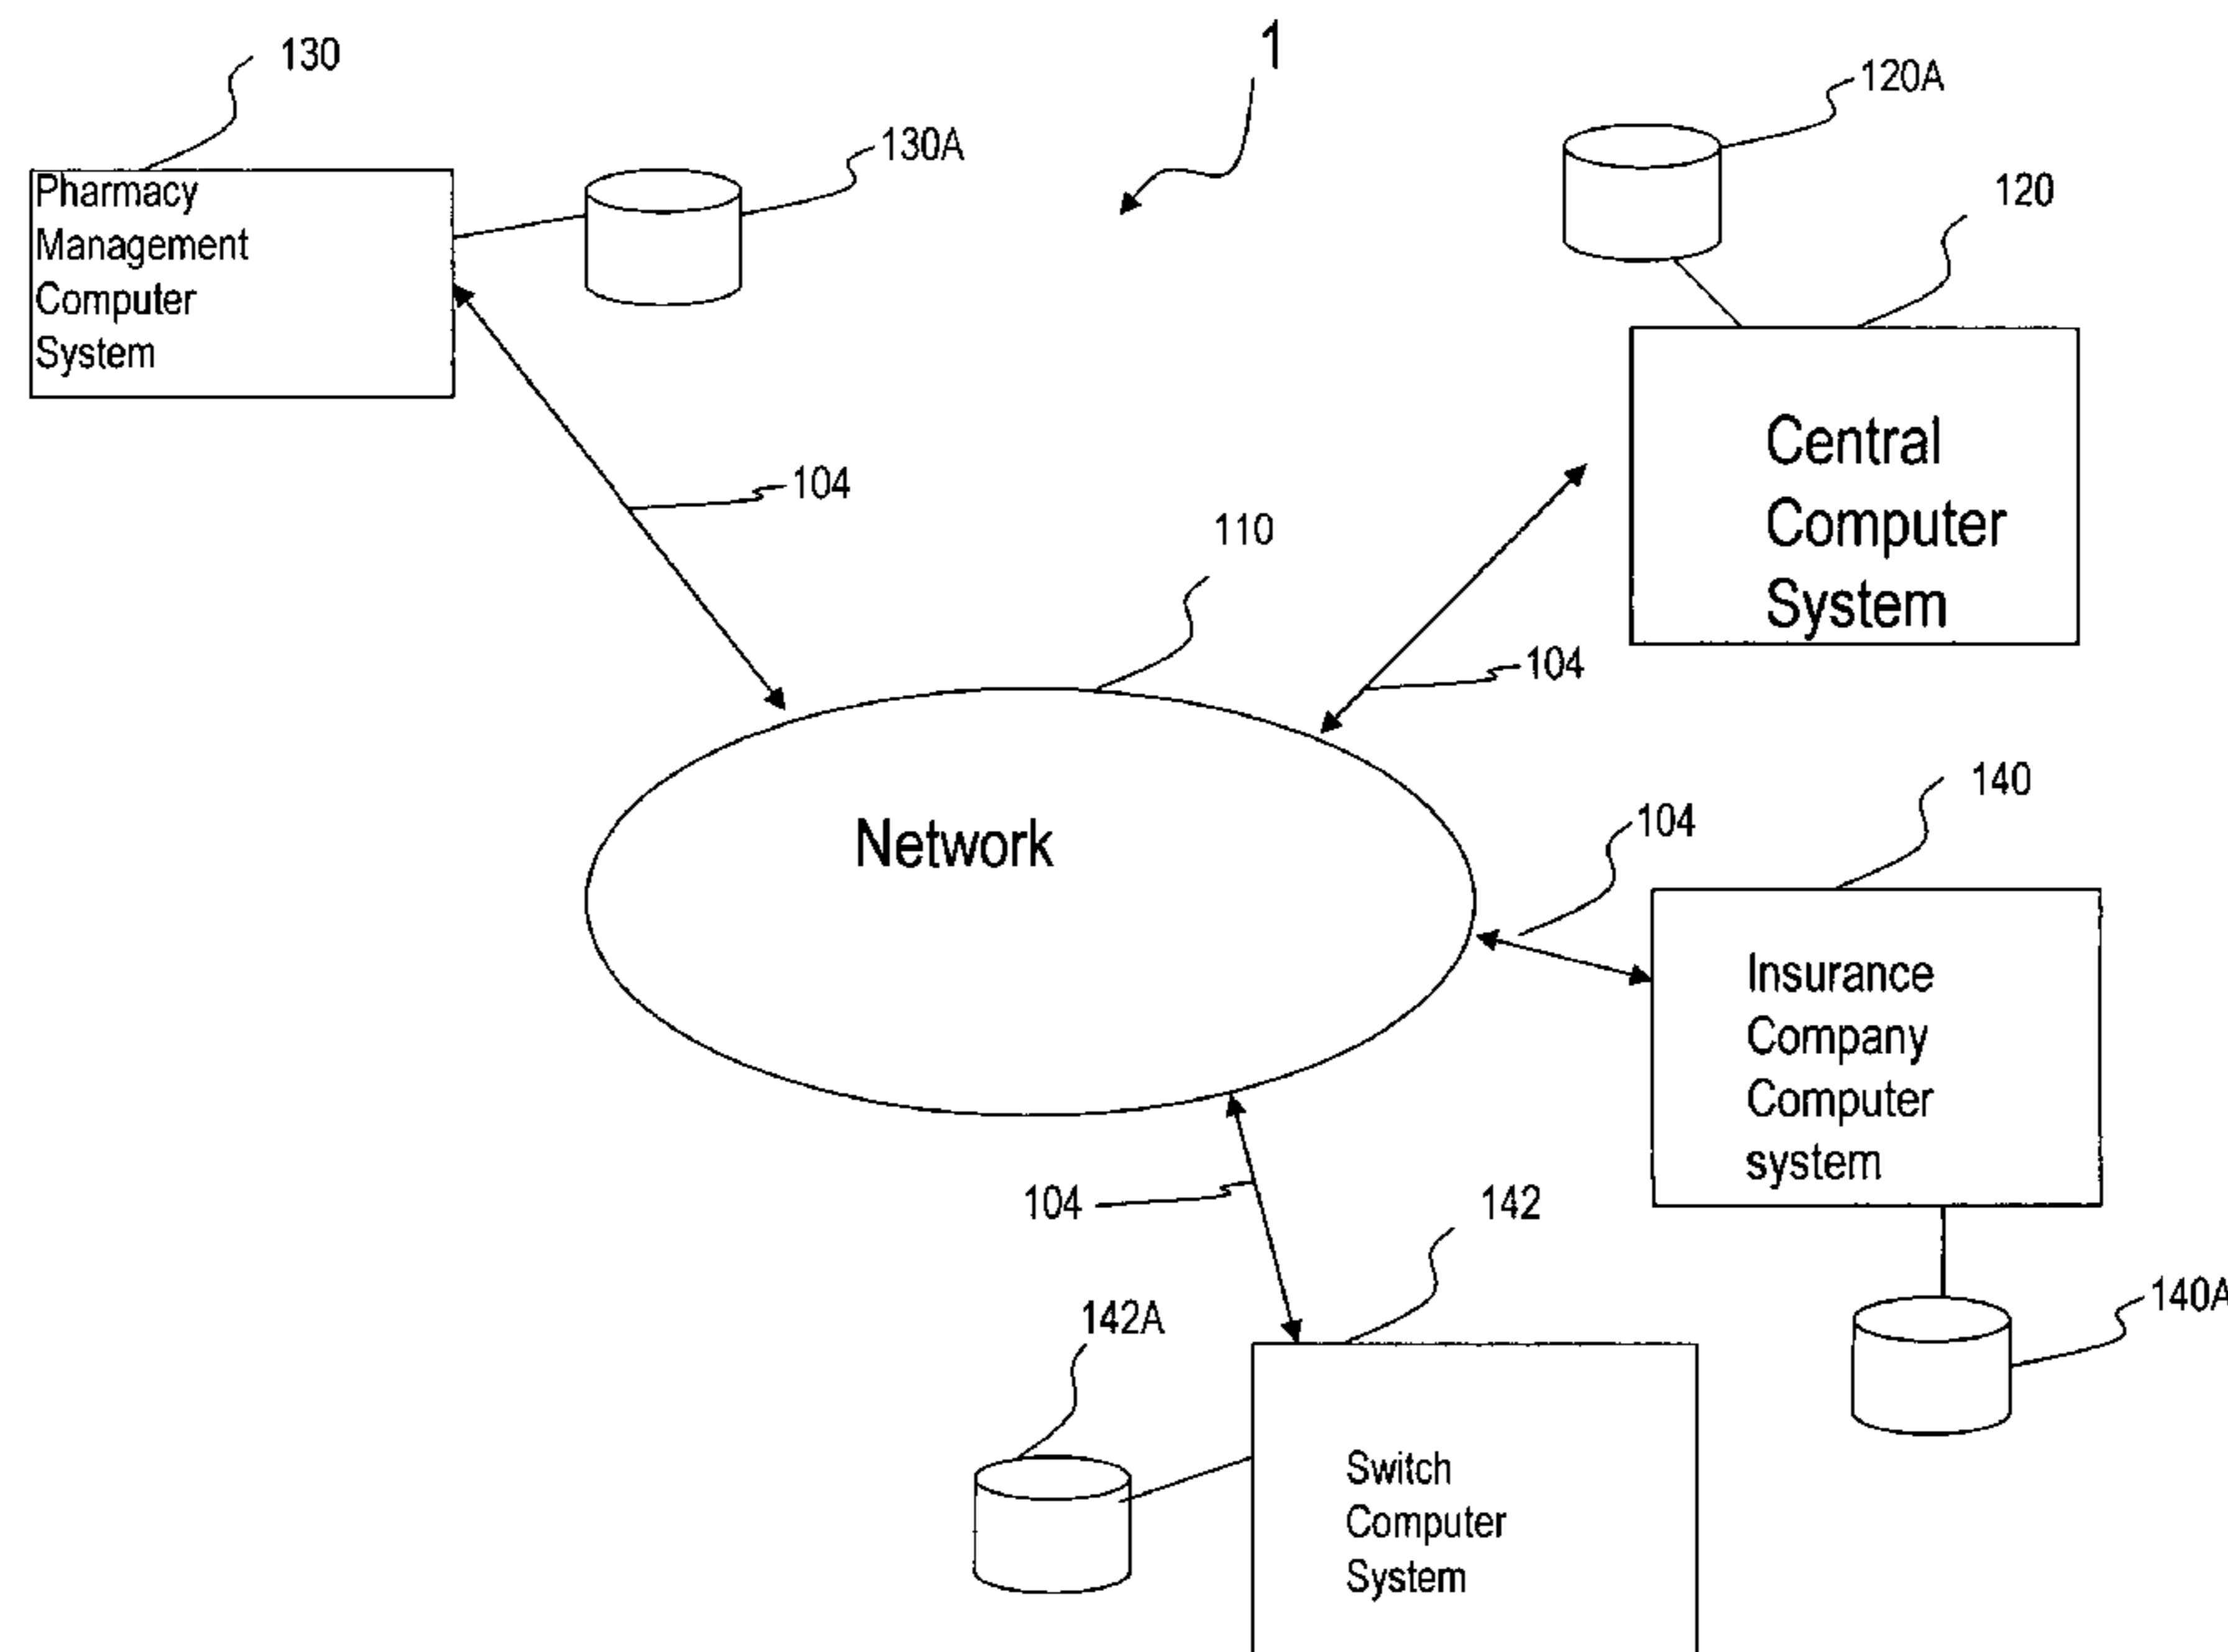 130
1
120A
130A
120
Pharmacy
Management
Computer
System
Central
Computer
System
104
110
104
Network
140
104
Insurance
Company
Computer
system
104
142
142A
140A
Switch
Computer
System